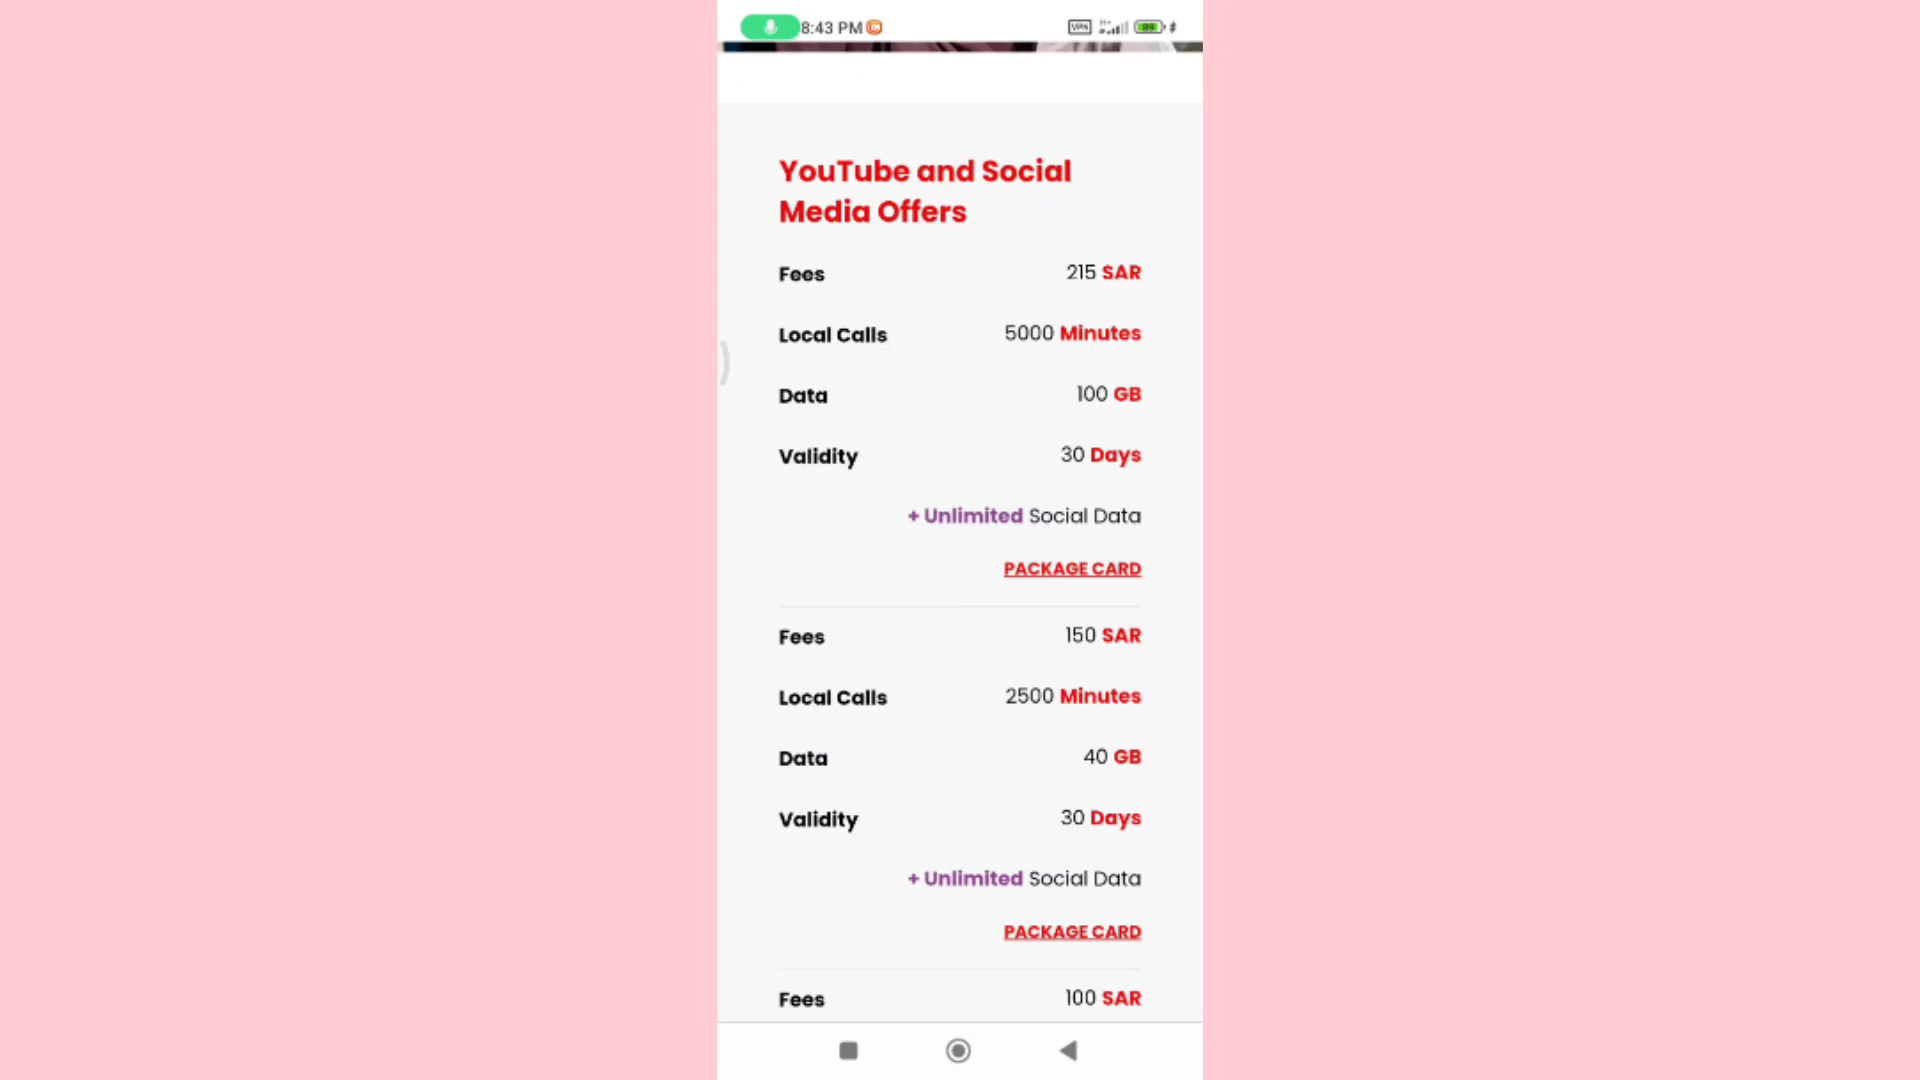 8:43 PM
VPN
H+
89
YouTube and Social
Media Offers
Fees 215 SAR
Local Calls 5000 Minutes
Data 100 GB
Validity 30 Days
+ Unlimited Social Data
PACKAGE CARD
Fees 150 SAR
Local Calls 2500 Minutes
Data 40 GB
Validity 30 Days
+ Unlimited Social Data
PACKAGE CARD
Fees 100 SAR